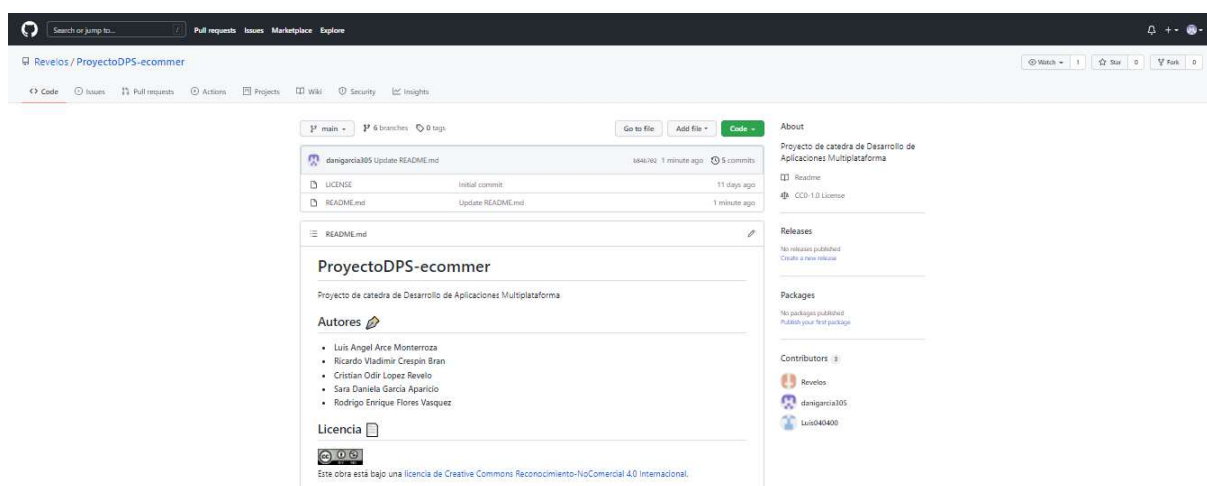 Search or jump to... /
Pull requests Issues Marketplace Explore
Revelos / ProyectoDPS-ecommer
Watch 1 Star 0 Fork 0
Code Issues Pull requests Actions Projects Wiki Security Insights
main 6 branches 0 tags Go to file Add file Code
danigarcia305 Update README.md 1 minute ago 5 commits
LICENSE Initial commit 11 days ago
README.md Update README.md 1 minute ago
README.md
ProyectoDPS-ecommer
Proyecto de catedra de Desarrollo de Aplicaciones Multiplataforma
Autores
Luis Angel Arce Monterroza
Ricardo Vladimir Crespin Bran
Cristian Odir Lopez Revelo
Sara Daniela García Aparicio
Rodrigo Enrique Flores Vasquez
Licencia
Este obra está bajo una licencia de Creative Commons Reconocimiento-NoComercial 4.0 Internacional.
About
Proyecto de catedra de Desarrollo de
Aplicaciones Multiplataforma
Readme
CC0-1.0 License
Releases
No releases published
Create a new release
Packages
No packages published
Publish your first package
Contributors 3
Revelos
danigarcia305
Luis040400